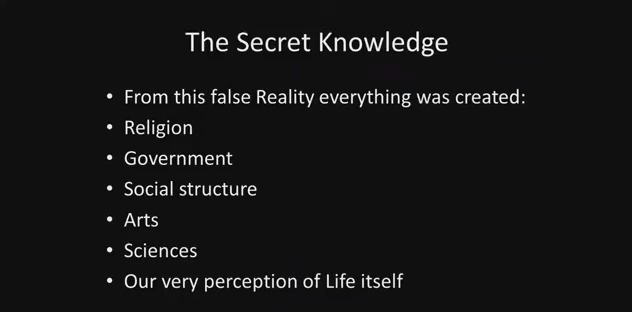 The Secret Knowledge
• From this false Reality everything was created:
• Religion
• Government
• Social structure
• Arts
• Sciences
• Our very perception of Life itself